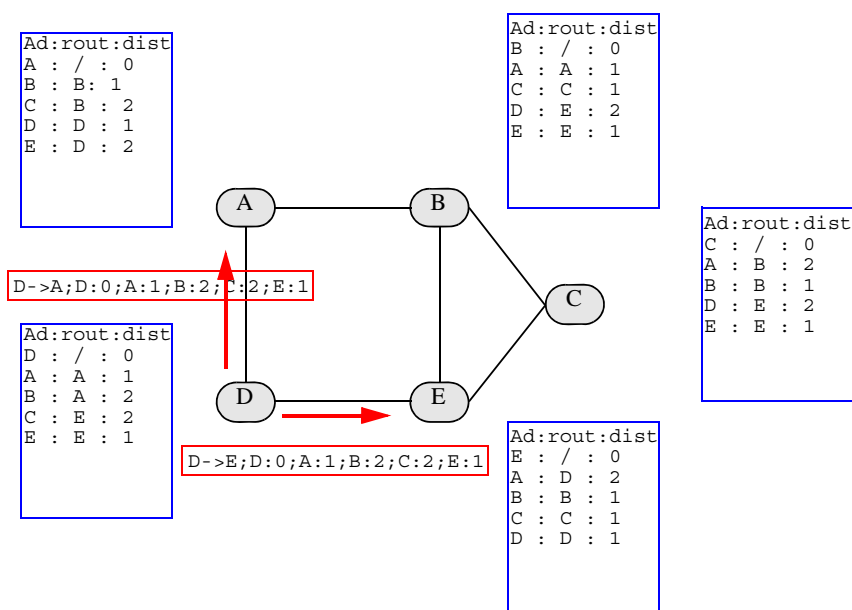 Ad:rout:dist
A : / : 0
B : B: 1
C : B : 2
D : D : 1
E : D : 2
Ad:rout:dist
B : / : 0
A : A : 1
C : C : 1
D : E : 2
E : E : 1
A
B
Ad:rout:dist
C : / : 0
A : B : 2
B : B : 1
D : E : 2
E : E : 1
D->A;D:0;A:1;B:2;C:2;E:1
C
Ad:rout:dist
D : / : 0
A : A : 1
B : A : 2
C : E : 2
E : E : 1
D
E
D->E;D:0;A:1;B:2;C:2;E:1
Ad:rout:dist
E : / : 0
A : D : 2
B : B : 1
C : C : 1
D : D : 1